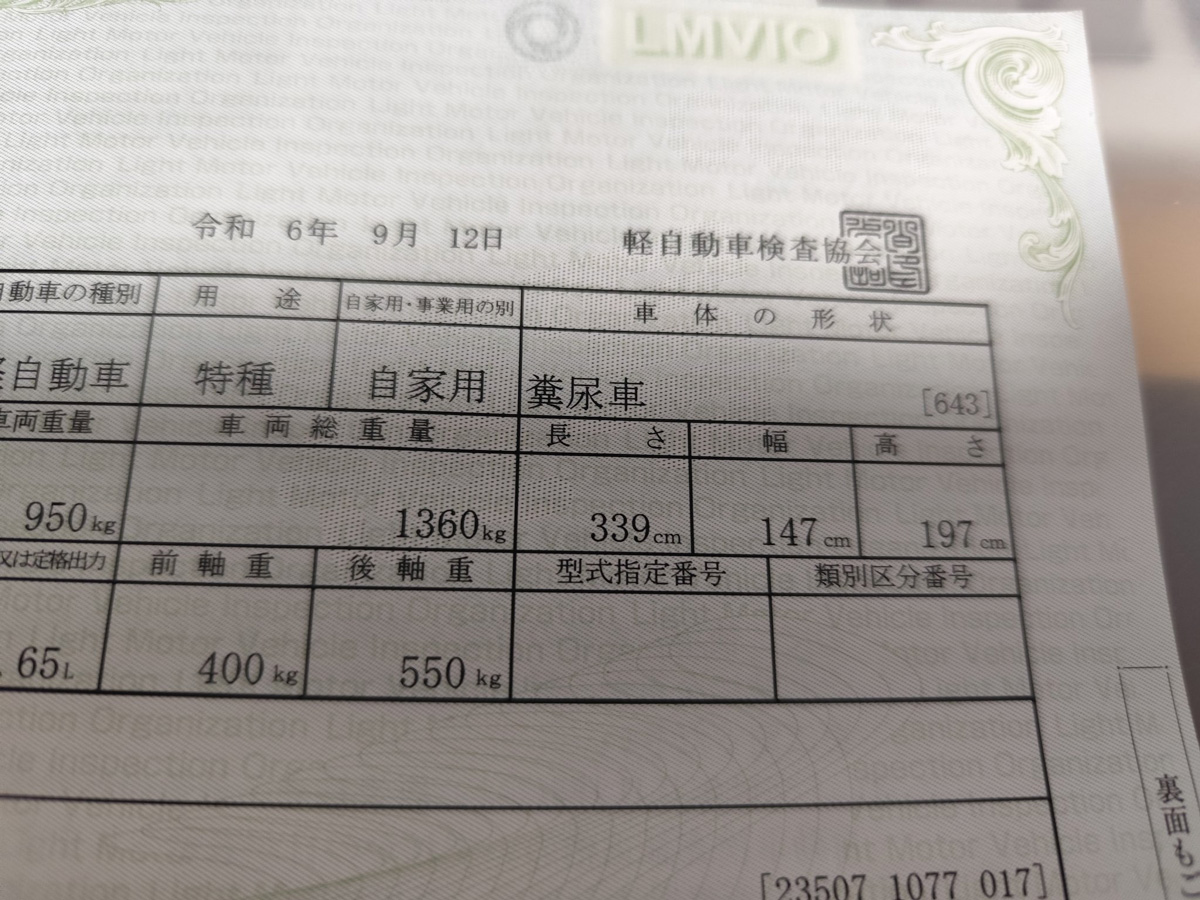 LMVIO
令和 6年 9月 12日 軽自動車検査協会
自動車の種別 用途 自家用・事業用の別 車体の形状
軽自動車 特種 自家用 糞尿車 [643]
車両重量 車両総重量 長さ 幅 高さ
950kg 1360kg 339cm 147cm 197cm
又は定格出力 前軸重 後軸重 型式指定番号 類別区分番号
.65L 400kg 550kg
[23507 1077 017]
裏面もご